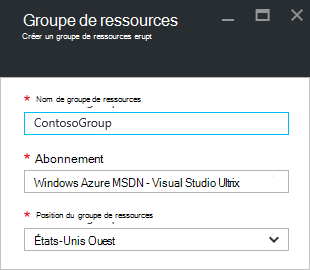 Groupe de ressources
Créer un groupe de ressources erupt
* Nom de groupe de ressources
ContosoGroup
* Abonnement
Windows Azure MSDN - Visual Studio Ultrix
* Position du groupe de ressources
États-Unis Ouest